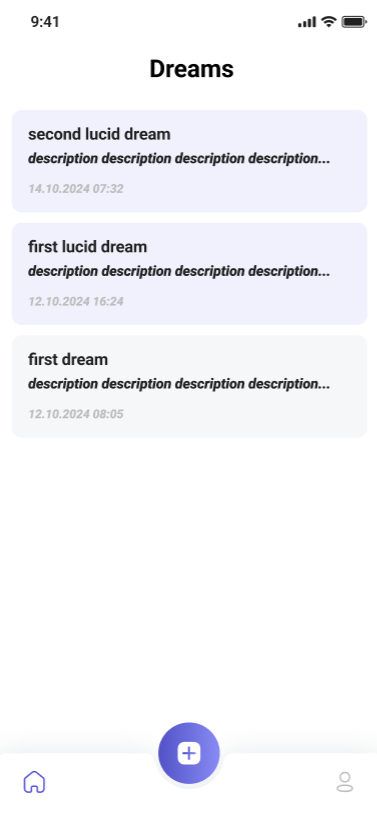 9:41
Dreams
second lucid dream
description description description description...
14.10.2024 07:32
first lucid dream
description description description description...
12.10.2024 16:24
first dream
description description description description...
12.10.2024 08:05